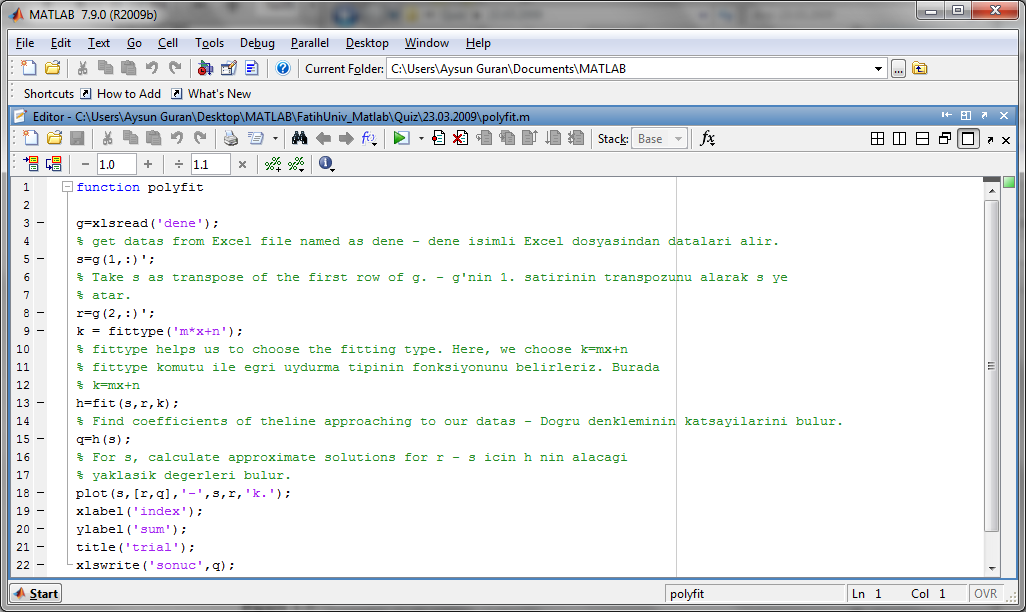 MATLAB 7.9.0 (R2009b)
File Edit Text Go Cell Tools Debug Parallel Desktop Window Help
Current Folder: C:\Users\Aysun Guran\Documents\MATLAB ...
Shortcuts How to Add What's New
Editor - C:\Users\Aysun Guran\Desktop\MATLAB\FatihUniv_Matlab\Quiz\23.03.2009\polyfit.m
Stack: Base fx
− 1.0 + ÷ 1.1 ×
1 function polyfit
2
3 – g=xlsread('dene');
4 % get datas from Excel file named as dene - dene isimli Excel dosyasindan datalari alir.
5 – s=g(1,:)';
6 % Take s as transpose of the first row of g. - g'nin 1. satirinin transpozunu alarak s ye
7 % atar.
8 – r=g(2,:)';
9 – k = fittype('m*x+n');
10 % fittype helps us to choose the fitting type. Here, we choose k=mx+n
11 % fittype komutu ile egri uydurma tipinin fonksiyonunu belirleriz. Burada
12 % k=mx+n
13 – h=fit(s,r,k);
14 % Find coefficients of theline approaching to our datas - Dogru denkleminin katsayilarini bulur.
15 – q=h(s);
16 % For s, calculate approximate solutions for r - s icin h nin alacagi
17 % yaklasik degerleri bulur.
18 – plot(s,[r,q],'-',s,r,'k.');
19 – xlabel('index');
20 – ylabel('sum');
21 – title('trial');
22 – xlswrite('sonuc',q);
Start polyfit Ln 1 Col 1 OVR